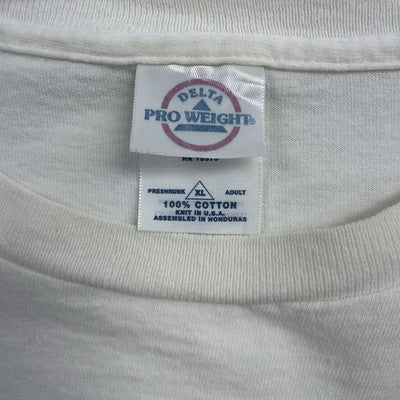 DELTA
PRO WEIGHT®
PRESHRUNK XL ADULT
100% COTTON
KNIT IN U.S.A.
ASSEMBLED IN HONDURAS